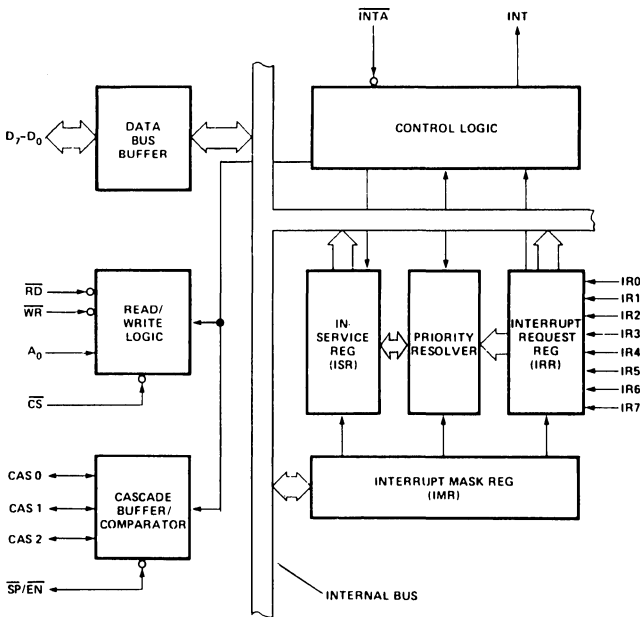 INTA
INT
DATA
BUS
BUFFER
D7-D0
CONTROL LOGIC
RD
WR
A0
CS
READ/
WRITE
LOGIC
IN-
SERVICE
REG
(ISR)
PRIORITY
RESOLVER
INTERRUPT
REQUEST
REG
(IRR)
IR0
IR1
IR2
IR3
IR4
IR5
IR6
IR7
CAS 0
CAS 1
CAS 2
CASCADE
BUFFER/
COMPARATOR
SP/EN
INTERRUPT MASK REG
(IMR)
INTERNAL BUS